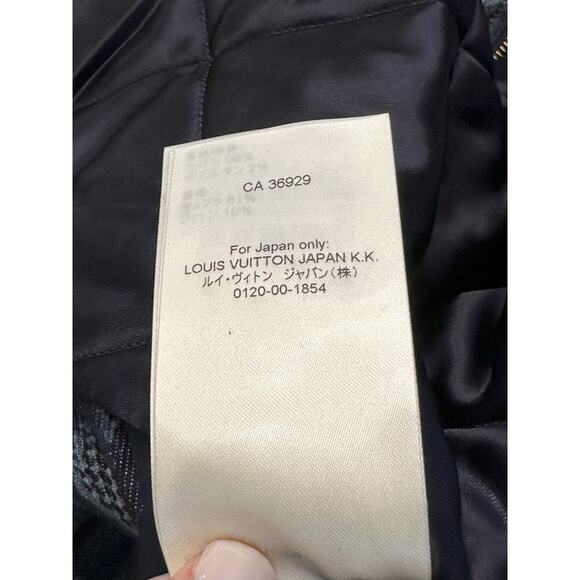 CA 36929
For Japan only:
LOUIS VUITTON JAPAN K.K.
ルイ・ヴィトン ジャパン(株)
0120-00-1854